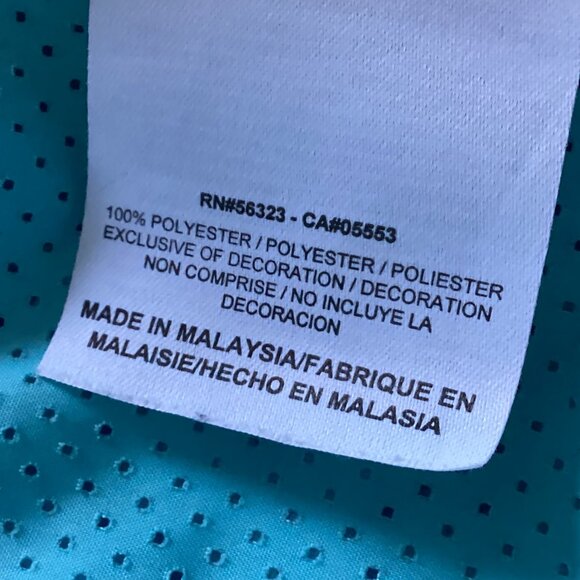 RN#56323 - CA#05553
100% POLYESTER / POLYESTER / POLIESTER
EXCLUSIVE OF DECORATION / DECORATION
NON COMPRISE / NO INCLUYE LA
DECORACION
MADE IN MALAYSIA/FABRIQUE EN
MALAISIE/HECHO EN MALASIA